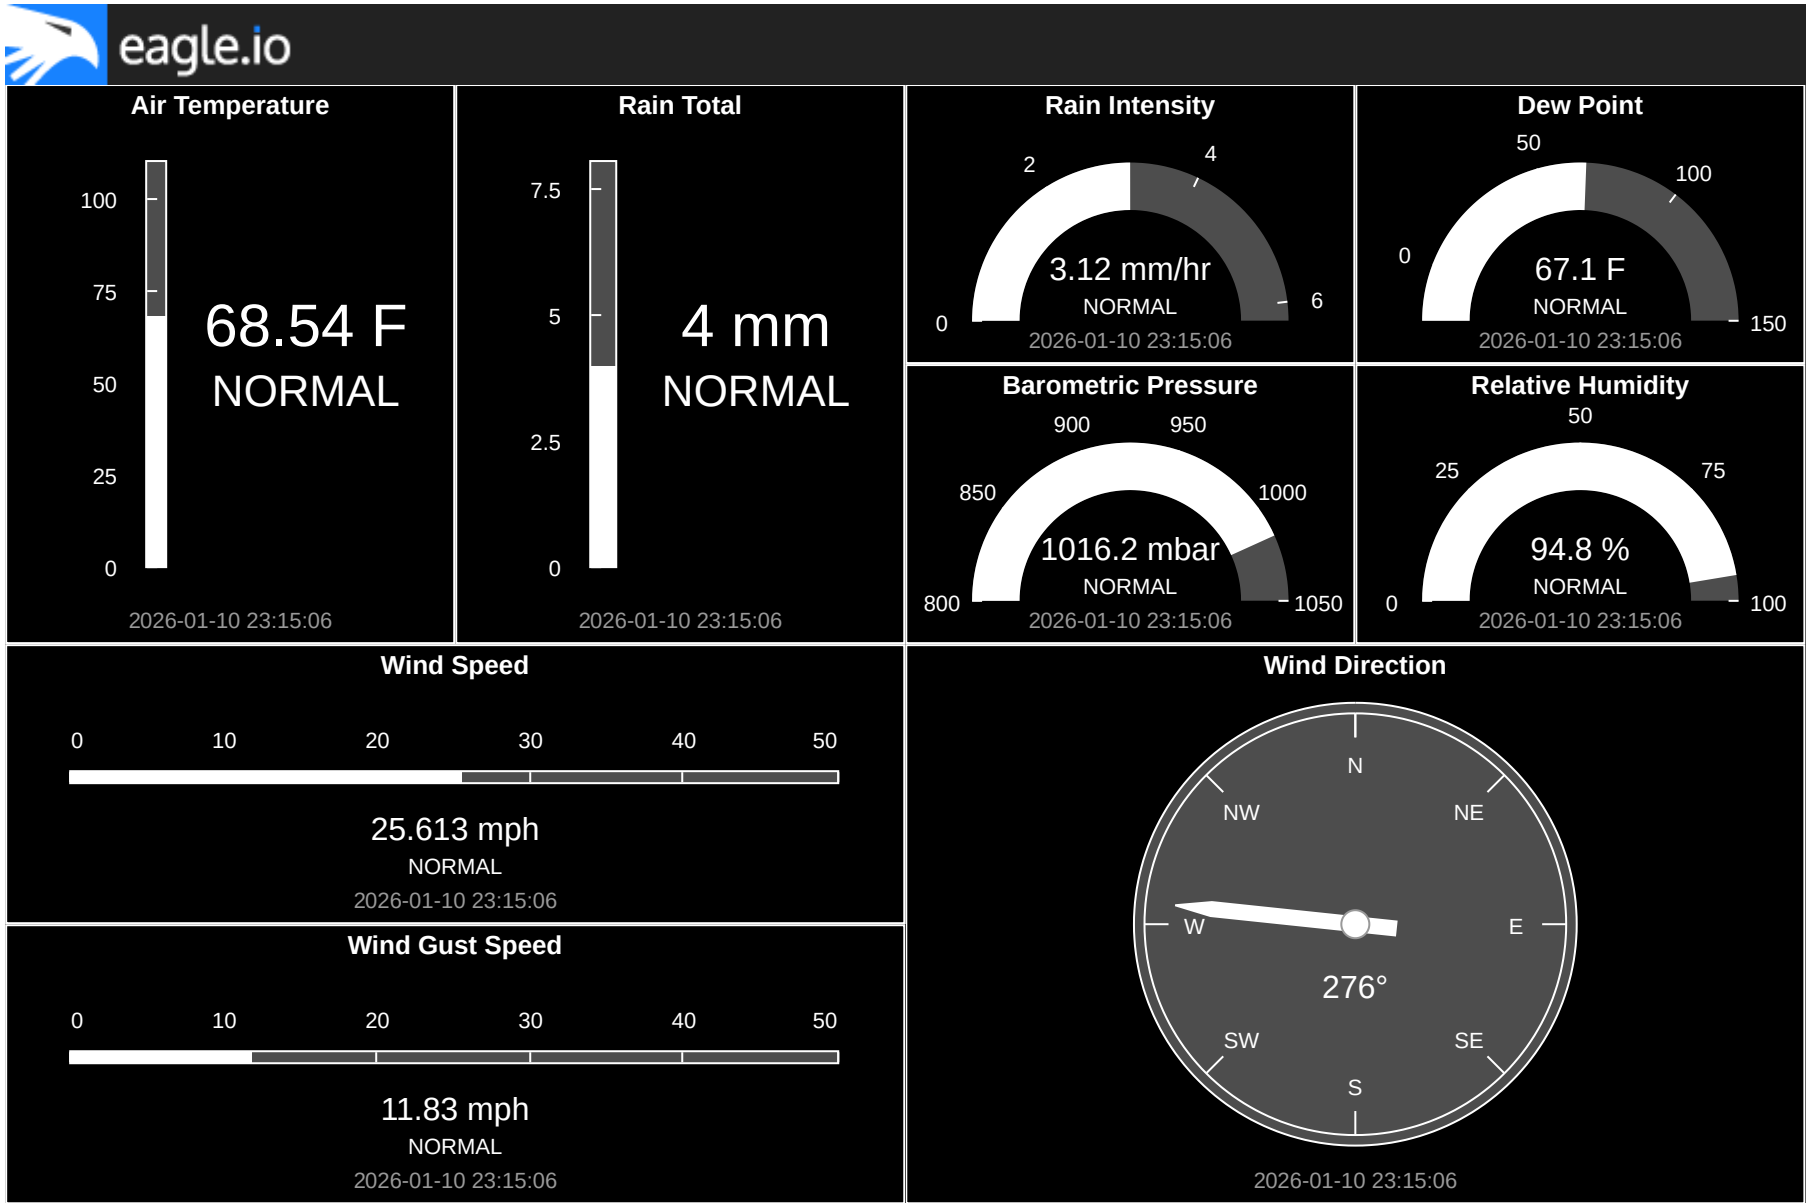 eagle.io
Air Temperature
100
75
50
25
0
68.54 F
NORMAL
2026-01-10 23:15:06
Rain Total
7.5
5
2.5
0
4 mm
NORMAL
2026-01-10 23:15:06
Rain Intensity
0
2
4
6
3.12 mm/hr
NORMAL
2026-01-10 23:15:06
Dew Point
0
50
100
150
67.1 F
NORMAL
2026-01-10 23:15:06
Barometric Pressure
800
850
900
950
1000
1050
1016.2 mbar
NORMAL
2026-01-10 23:15:06
Relative Humidity
0
25
50
75
100
94.8 %
NORMAL
2026-01-10 23:15:06
Wind Speed
0 10 20 30 40 50
25.613 mph
NORMAL
2026-01-10 23:15:06
Wind Gust Speed
0 10 20 30 40 50
11.83 mph
NORMAL
2026-01-10 23:15:06
Wind Direction
N
NW NE
W E
276°
SW SE
S
2026-01-10 23:15:06